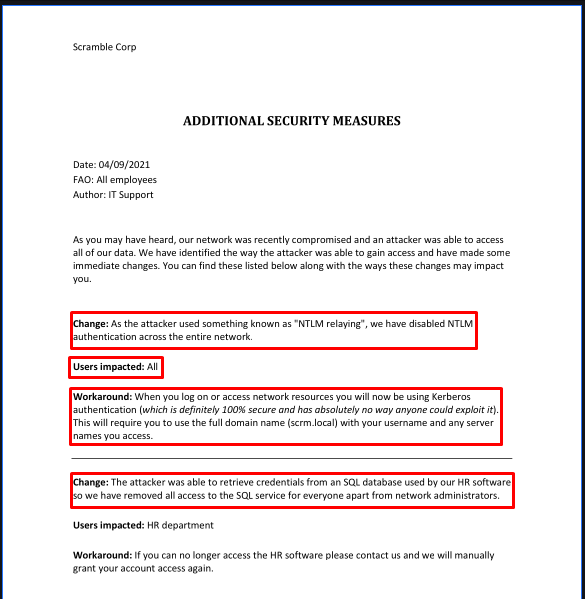 Scramble Corp
ADDITIONAL SECURITY MEASURES
Date: 04/09/2021
FAO: All employees
Author: IT Support
As you may have heard, our network was recently compromised and an attacker was able to access
all of our data. We have identified the way the attacker was able to gain access and have made some
immediate changes. You can find these listed below along with the ways these changes may impact
you.
Change: As the attacker used something known as "NTLM relaying", we have disabled NTLM
authentication across the entire network.
Users impacted: All
Workaround: When you log on or access network resources you will now be using Kerberos
authentication (which is definitely 100% secure and has absolutely no way anyone could exploit it).
This will require you to use the full domain name (scrm.local) with your username and any server
names you access.
Change: The attacker was able to retrieve credentials from an SQL database used by our HR software
so we have removed all access to the SQL service for everyone apart from network administrators.
Users impacted: HR department
Workaround: If you can no longer access the HR software please contact us and we will manually
grant your account access again.